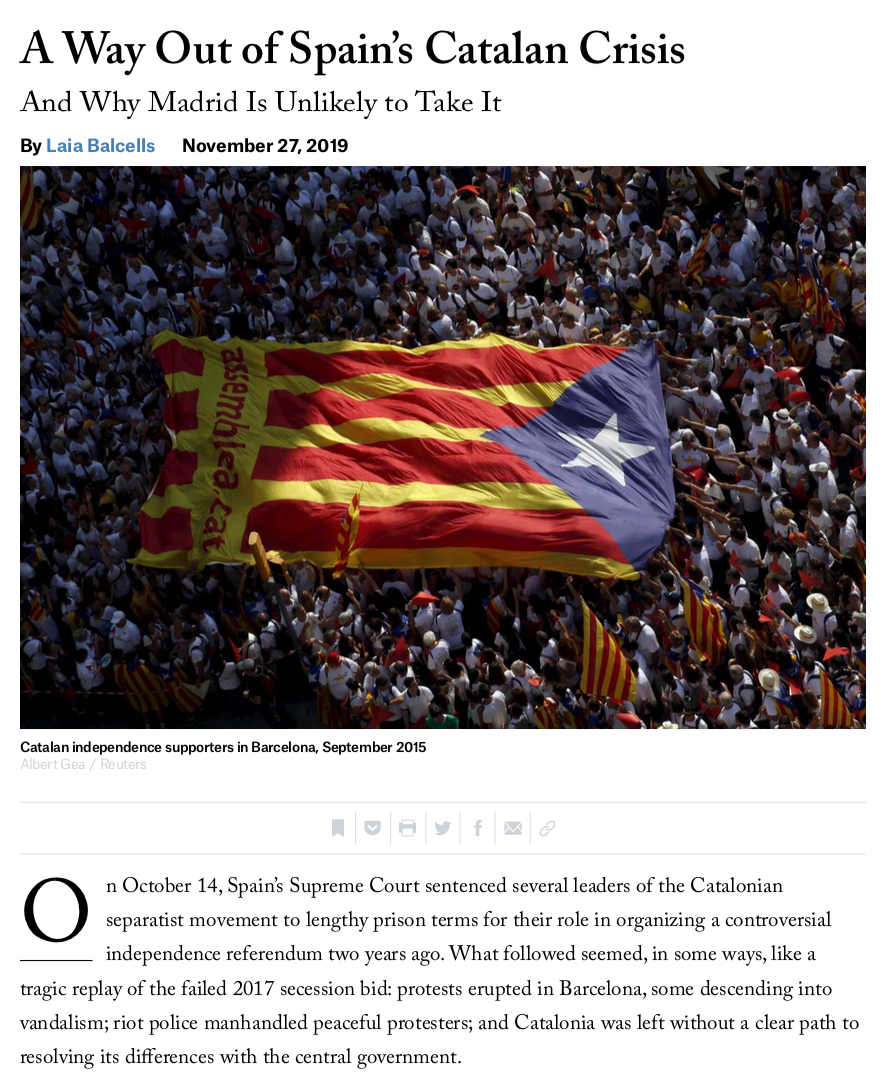 A Way Out of Spain's Catalan Crisis
And Why Madrid Is Unlikely to Take It
By Laia Balcells November 27, 2019
assemblea.cat
Catalan independence supporters in Barcelona, September 2015
Albert Gea / Reuters
On October 14, Spain's Supreme Court sentenced several leaders of the Catalonian
separatist movement to lengthy prison terms for their role in organizing a controversial
independence referendum two years ago. What followed seemed, in some ways, like a
tragic replay of the failed 2017 secession bid: protests erupted in Barcelona, some descending into
vandalism; riot police manhandled peaceful protesters; and Catalonia was left without a clear path to
resolving its differences with the central government.